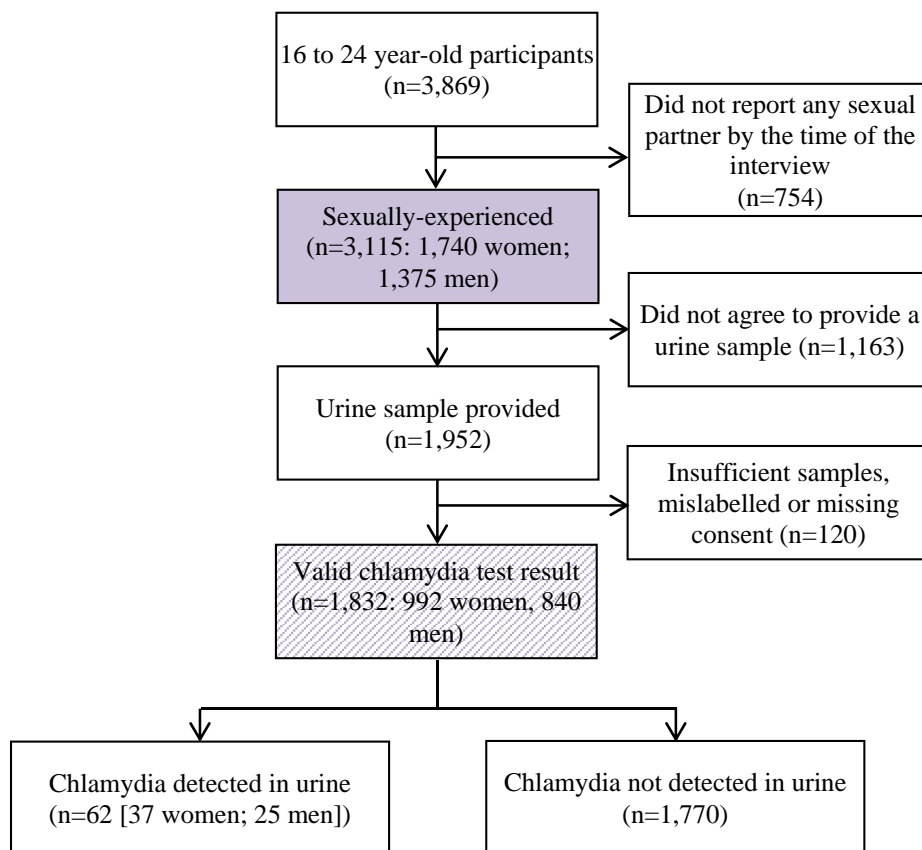 16 to 24 year-old participants
(n=3,869)
Did not report any sexual
partner by the time of the
interview
(n=754)
Sexually-experienced
(n=3,115: 1,740 women;
1,375 men)
Did not agree to provide a
urine sample (n=1,163)
Urine sample provided
(n=1,952)
Insufficient samples,
mislabelled or missing
consent (n=120)
Valid chlamydia test result
(n=1,832: 992 women, 840
men)
Chlamydia detected in urine
(n=62 [37 women; 25 men])
Chlamydia not detected in urine
(n=1,770)